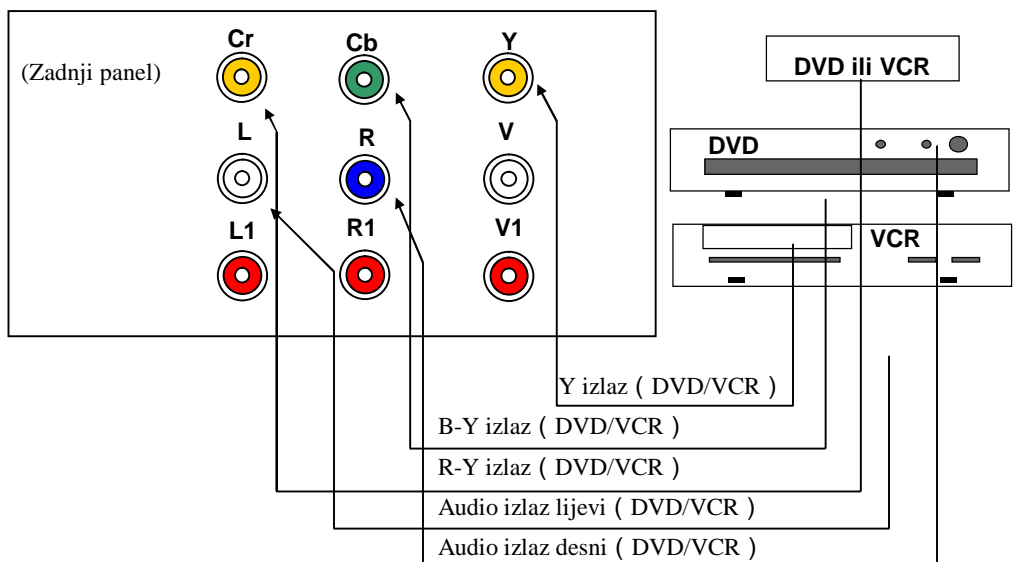 Cr Cb Y
(Zadnji panel)
DVD ili VCR
L R V
DVD
L1 R1 V1
VCR
Y izlaz ( DVD/VCR )
B-Y izlaz ( DVD/VCR )
R-Y izlaz ( DVD/VCR )
Audio izlaz lijevi ( DVD/VCR )
Audio izlaz desni ( DVD/VCR )